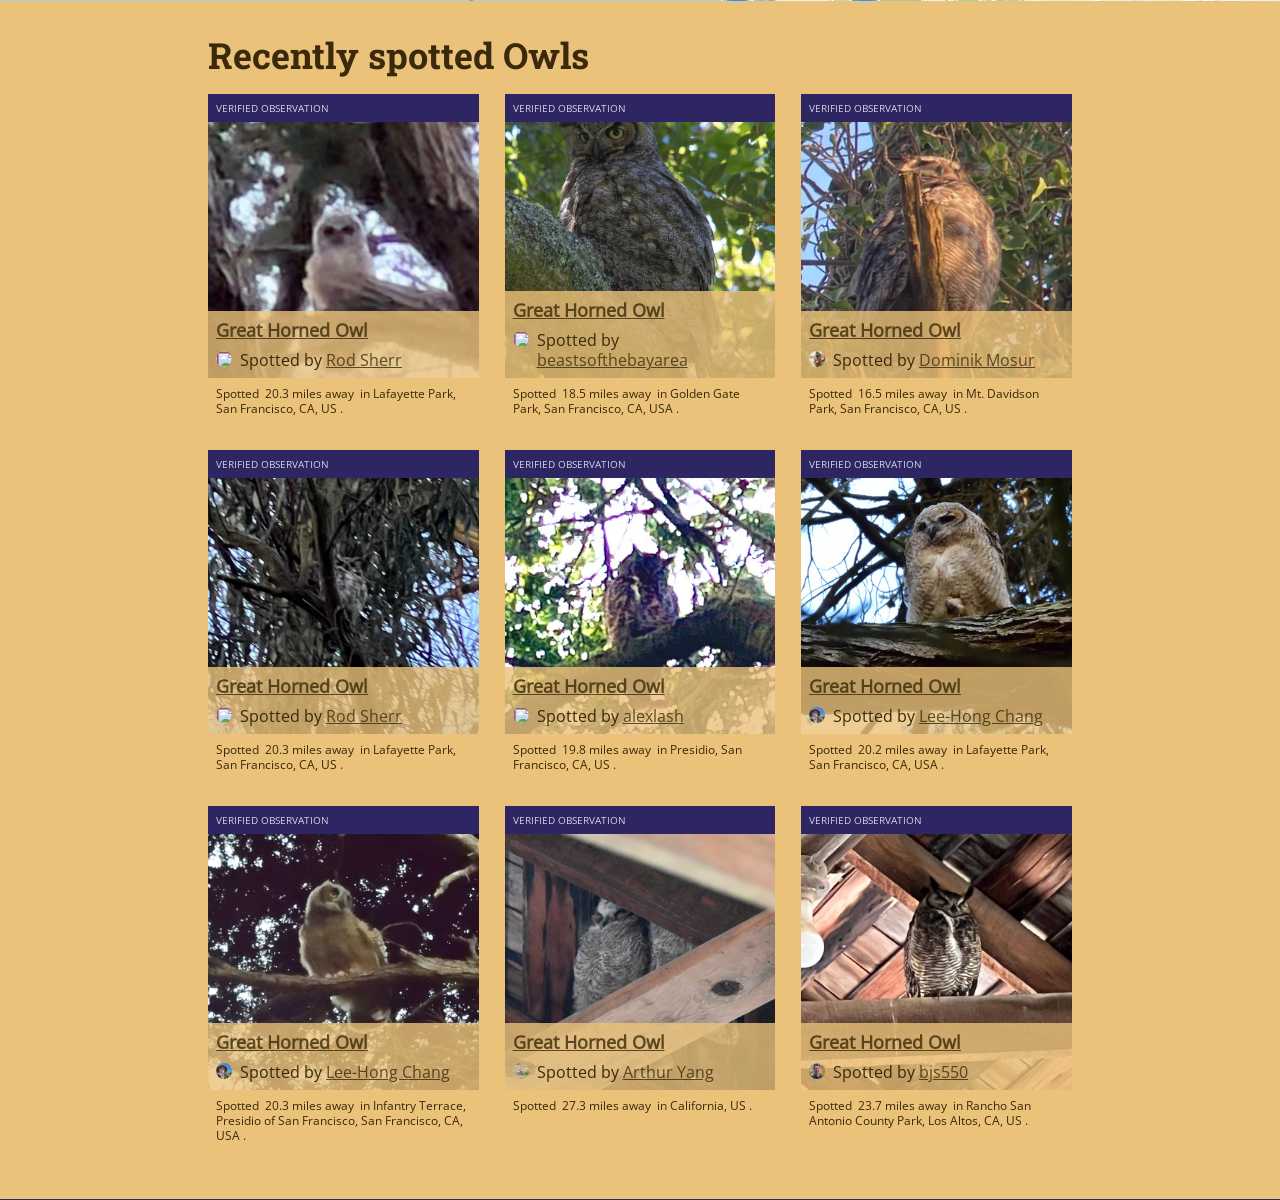 Recently spotted Owls
VERIFIED OBSERVATION
Great Horned Owl
Spotted by Rod Sherr
Spotted 20.3 miles away in Lafayette Park,
San Francisco, CA, US .
VERIFIED OBSERVATION
Great Horned Owl
Spotted by
beastsofthebayarea
Spotted 18.5 miles away in Golden Gate
Park, San Francisco, CA, USA .
VERIFIED OBSERVATION
Great Horned Owl
Spotted by Dominik Mosur
Spotted 16.5 miles away in Mt. Davidson
Park, San Francisco, CA, US .
VERIFIED OBSERVATION
Great Horned Owl
Spotted by Rod Sherr
Spotted 20.3 miles away in Lafayette Park,
San Francisco, CA, US .
VERIFIED OBSERVATION
Great Horned Owl
Spotted by alexlash
Spotted 19.8 miles away in Presidio, San
Francisco, CA, US .
VERIFIED OBSERVATION
Great Horned Owl
Spotted by Lee-Hong Chang
Spotted 20.2 miles away in Lafayette Park,
San Francisco, CA, USA .
VERIFIED OBSERVATION
Great Horned Owl
Spotted by Lee-Hong Chang
Spotted 20.3 miles away in Infantry Terrace,
Presidio of San Francisco, San Francisco, CA,
USA .
VERIFIED OBSERVATION
Great Horned Owl
Spotted by Arthur Yang
Spotted 27.3 miles away in California, US .
VERIFIED OBSERVATION
Great Horned Owl
Spotted by bjs550
Spotted 23.7 miles away in Rancho San
Antonio County Park, Los Altos, CA, US .